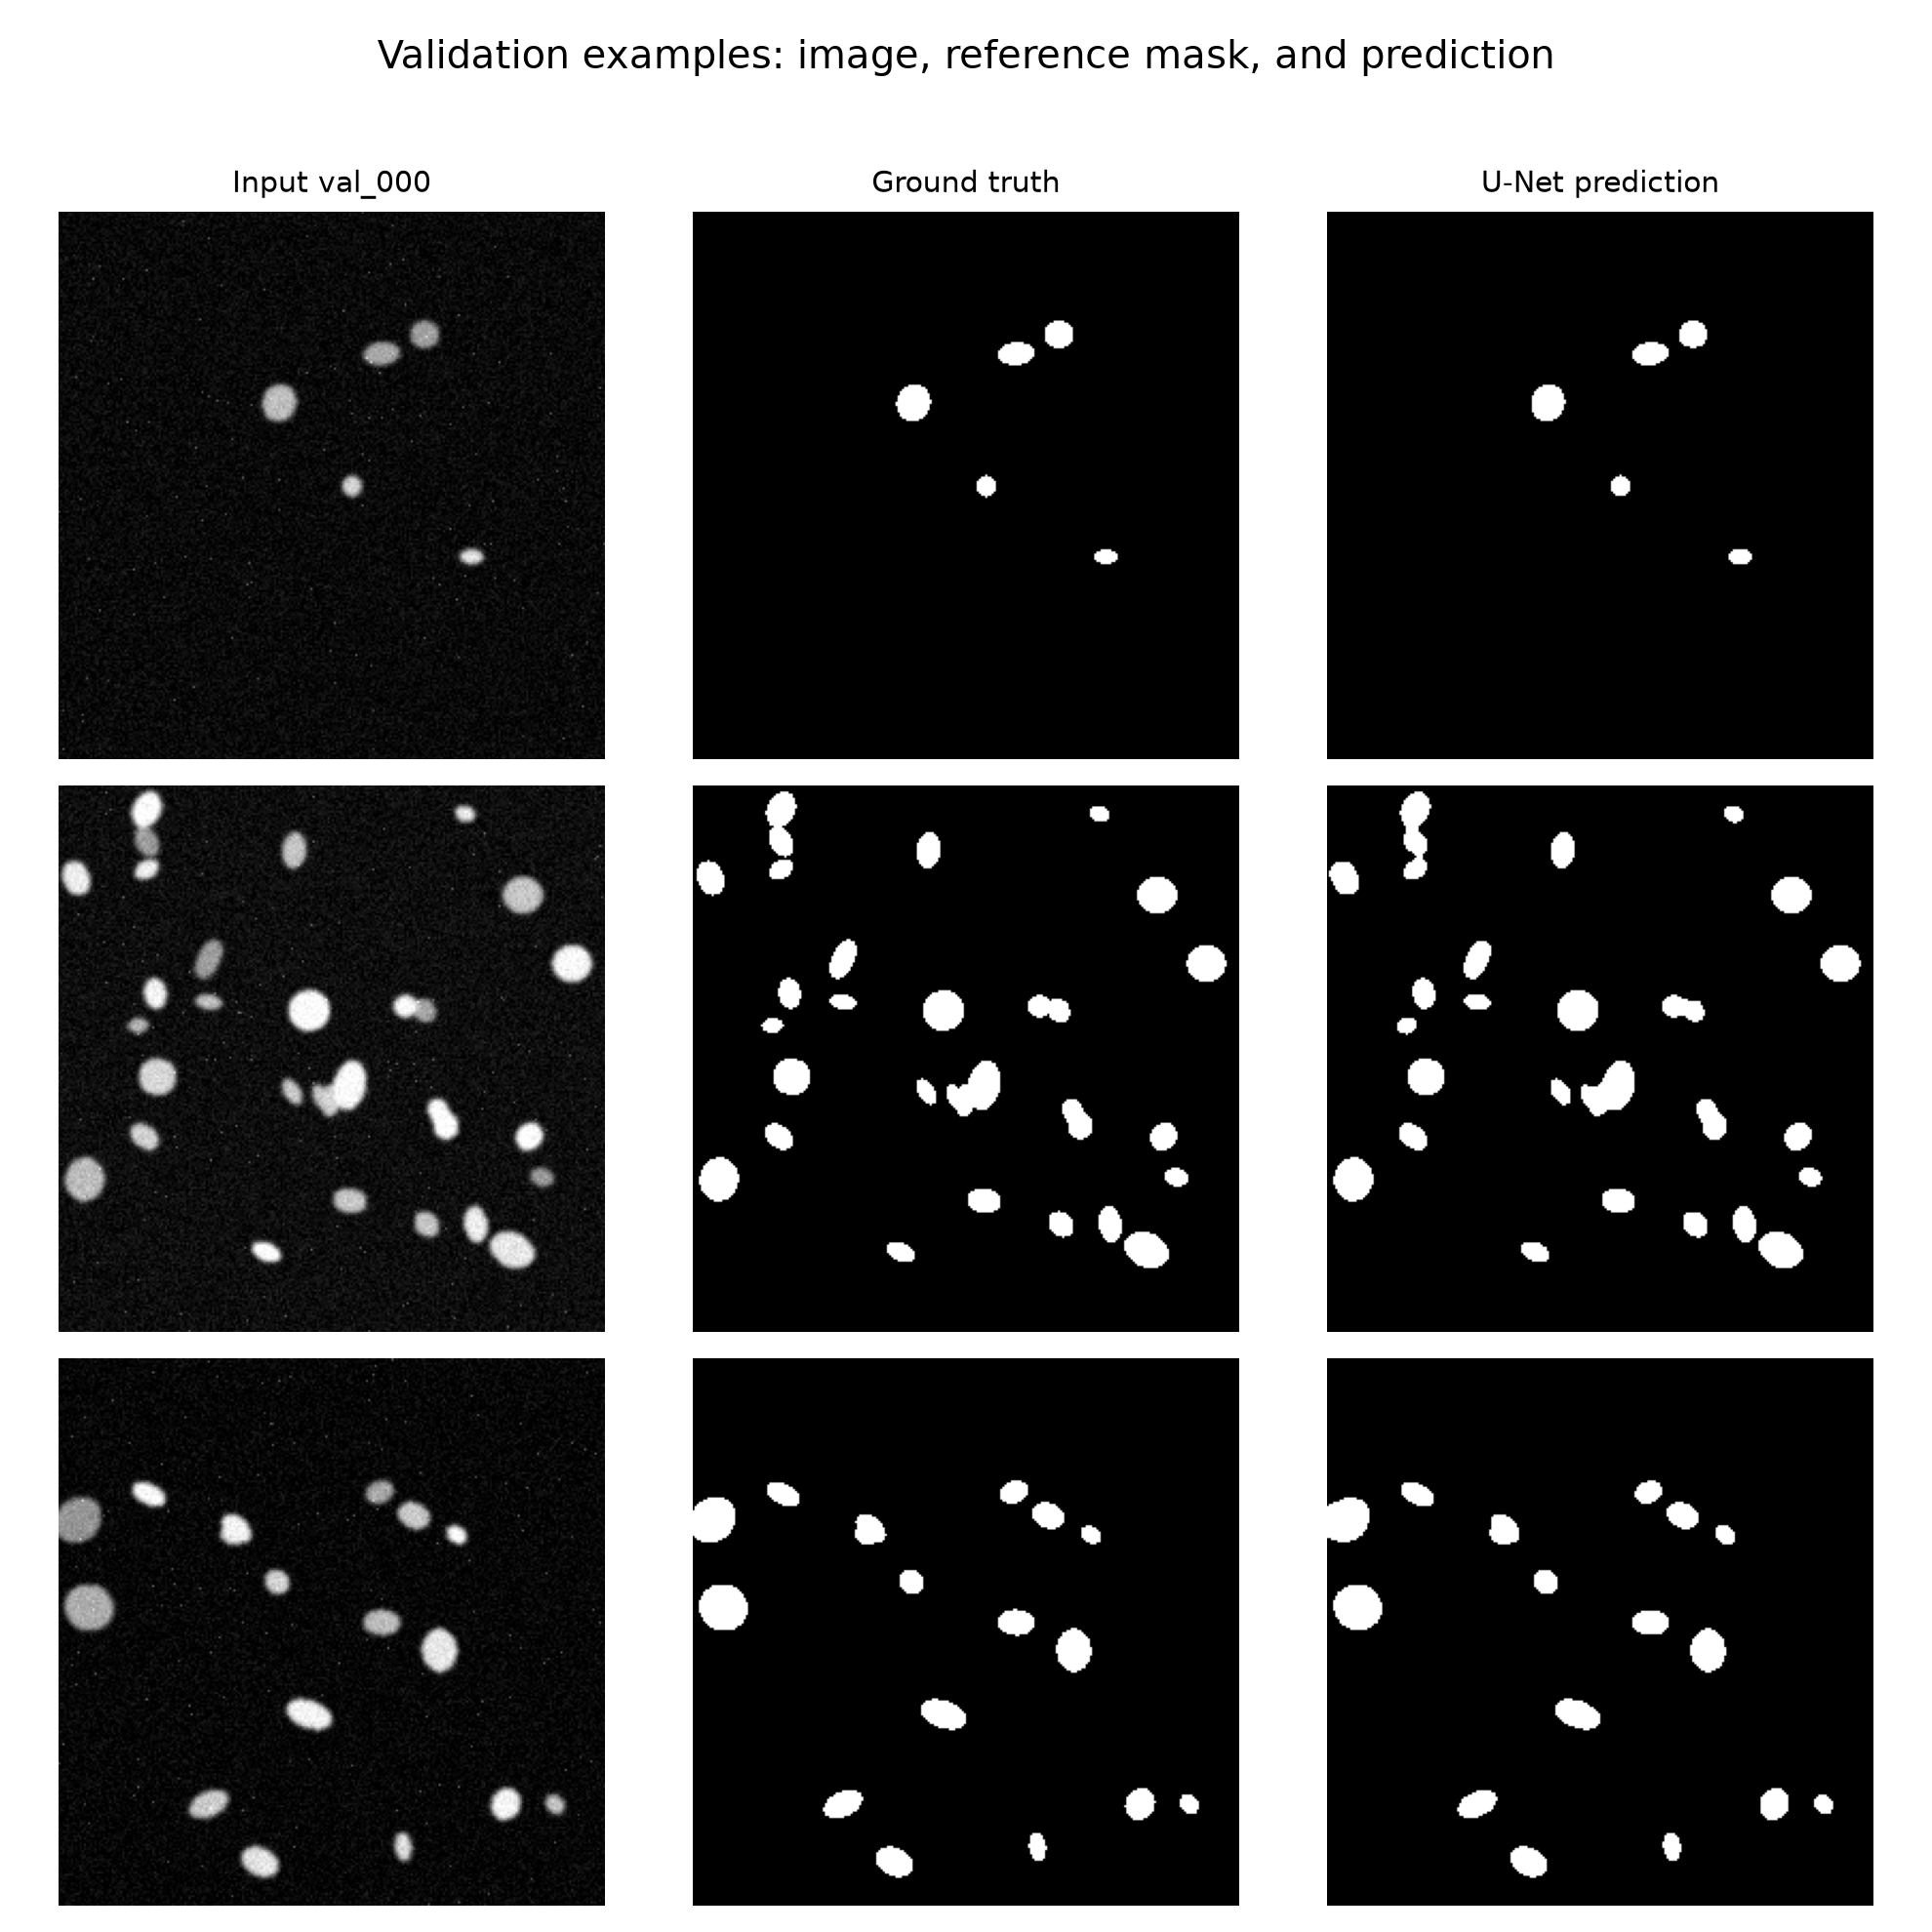 Validation examples: image, reference mask, and prediction
Input val_000
Ground truth
U-Net prediction